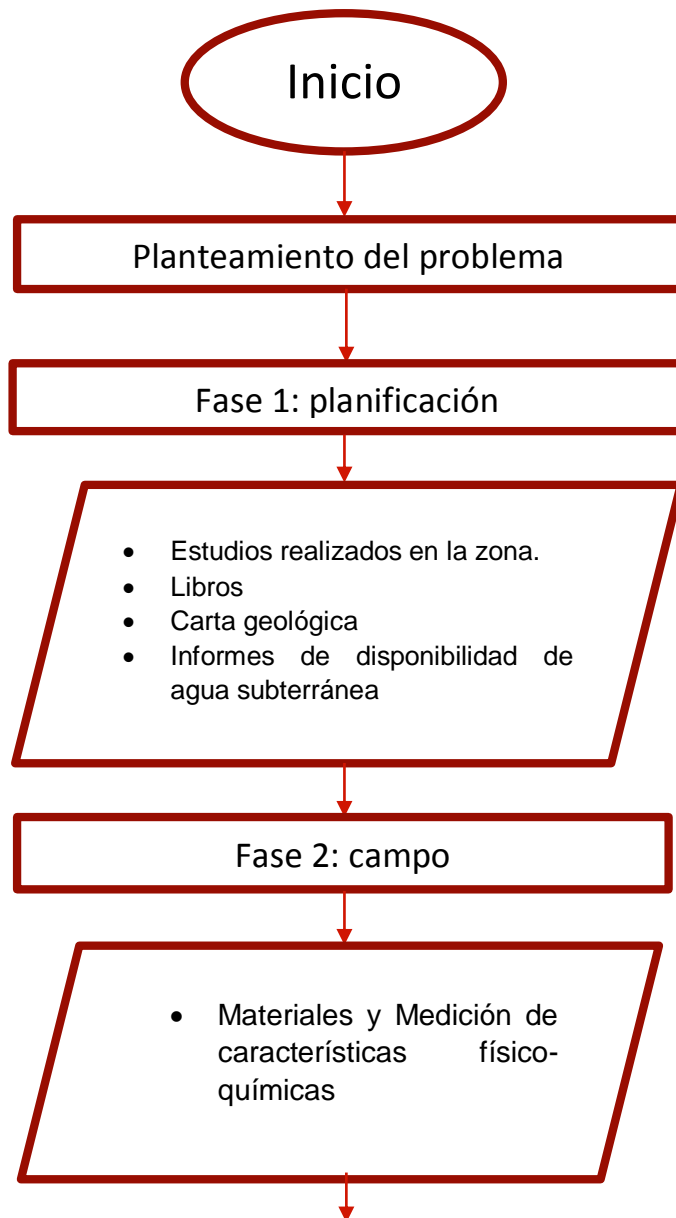 Inicio
Planteamiento del problema
Fase 1: planificación
• Estudios realizados en la zona.
• Libros
• Carta geológica
• Informes de disponibilidad de
agua subterránea
Fase 2: campo
• Materiales y Medición de
características físico-
químicas